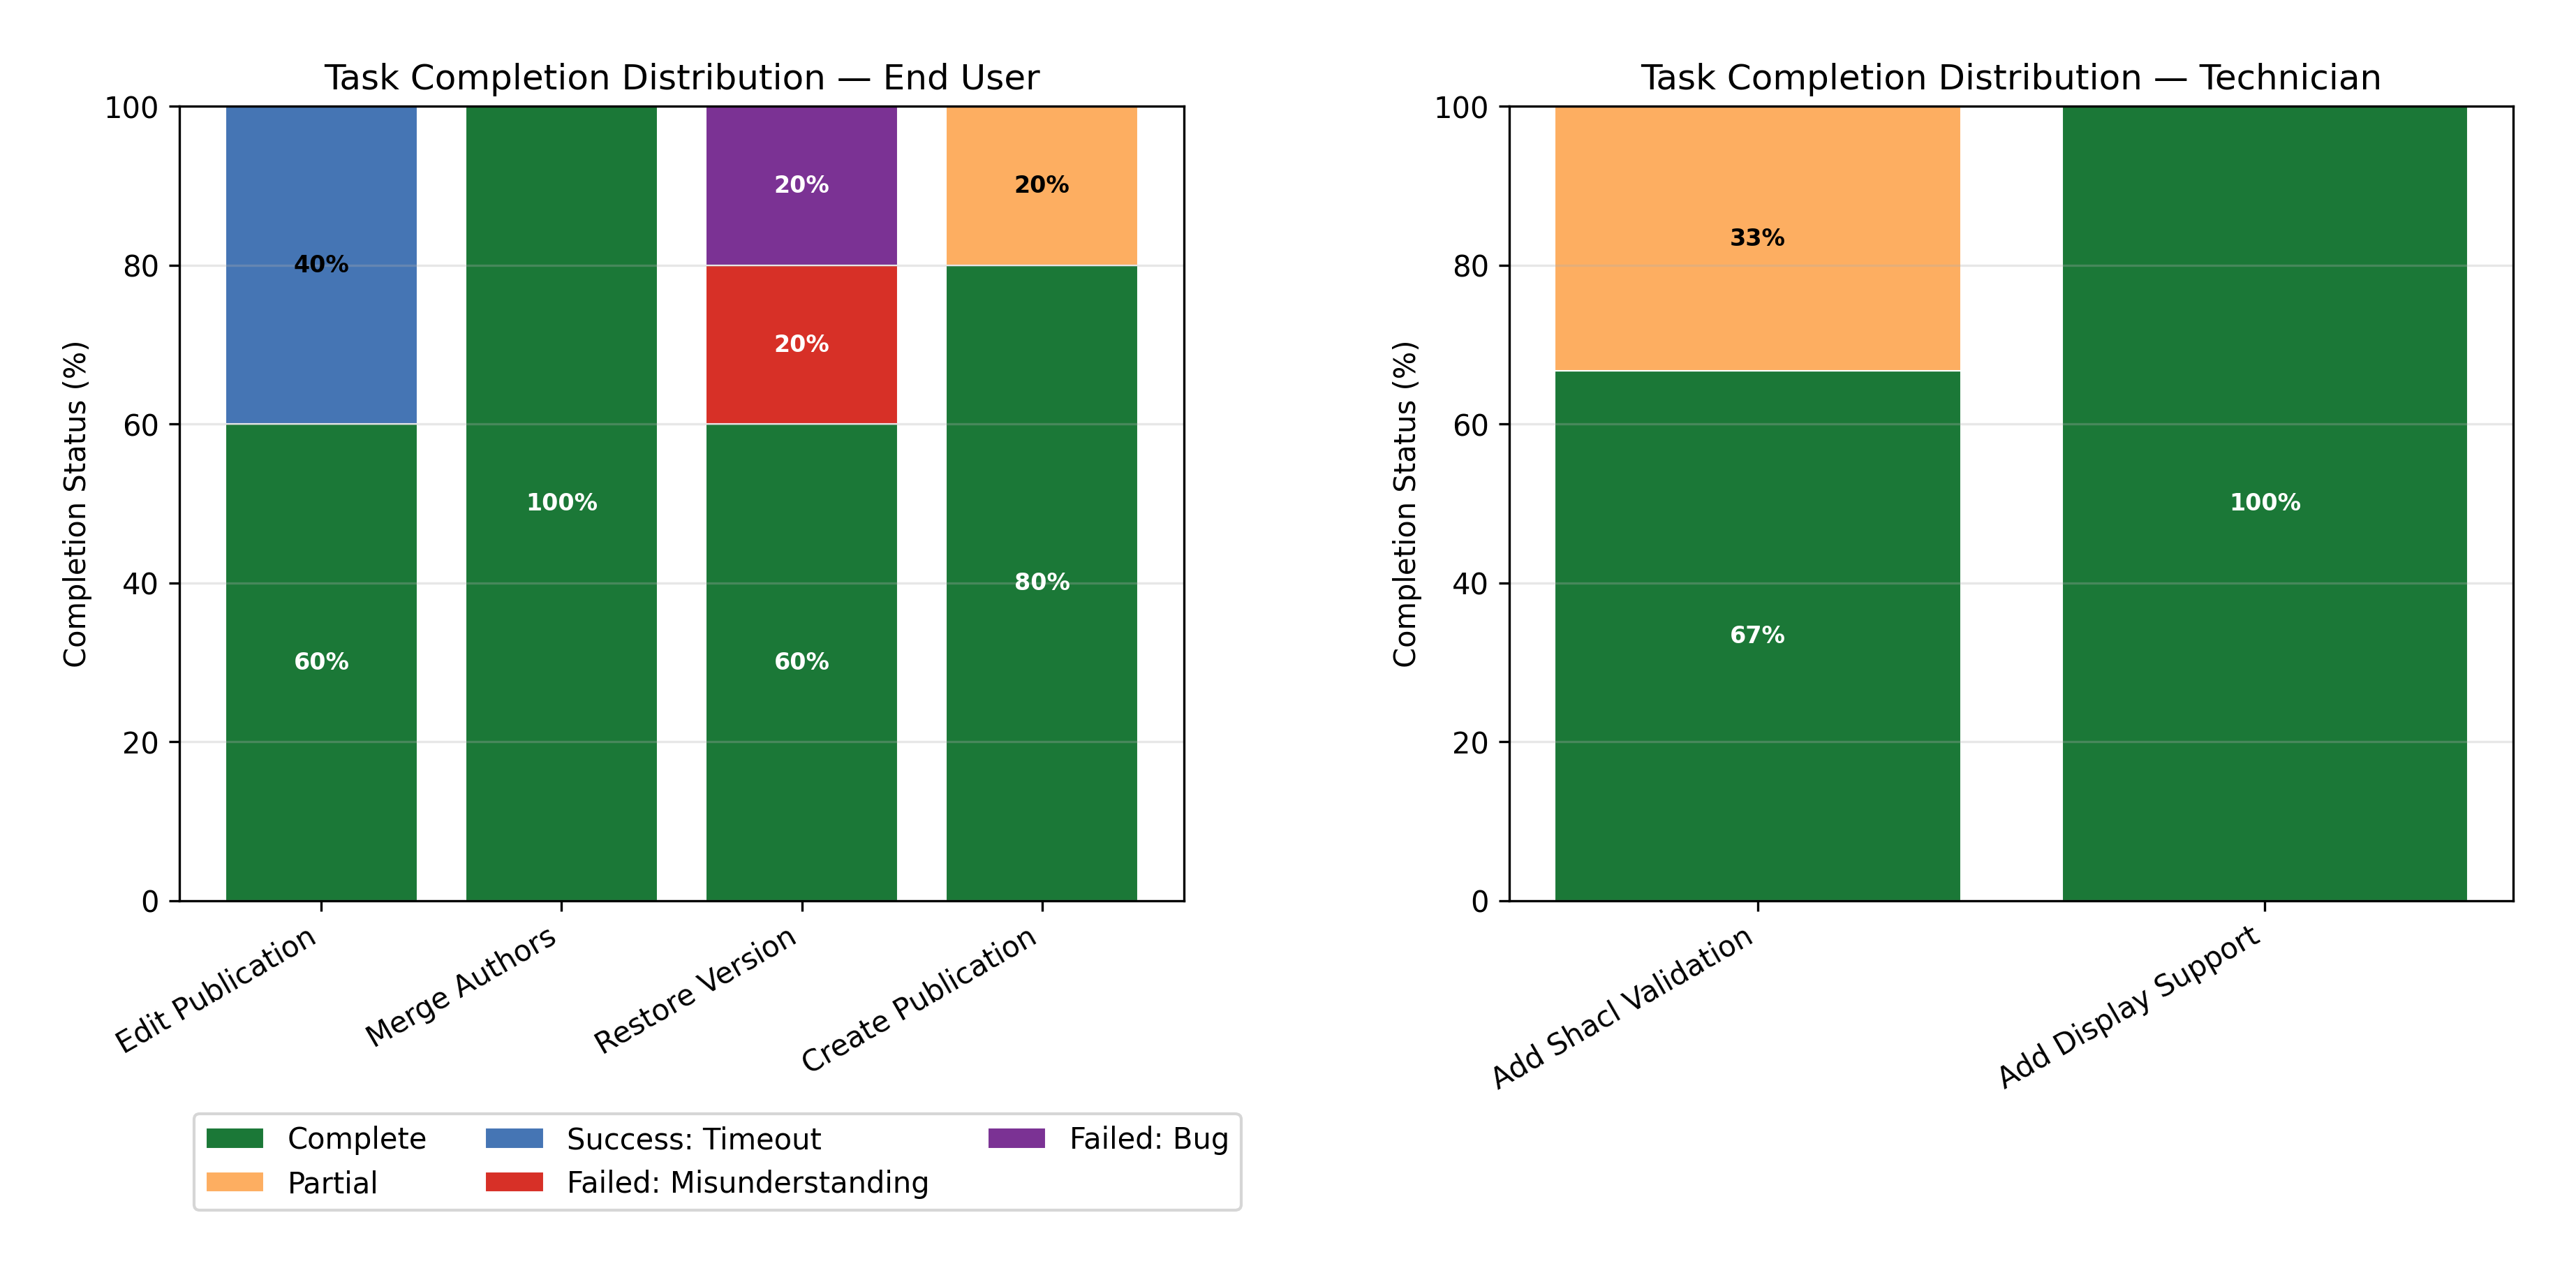 Task Completion Distribution — End User
Completion Status (%)
100
80
60
40
20
0
40%
60%
100%
20%
20%
60%
20%
80%
Edit Publication
Merge Authors
Restore Version
Create Publication
Complete
Partial
Success: Timeout
Failed: Misunderstanding
Failed: Bug
Task Completion Distribution — Technician
Completion Status (%)
100
80
60
40
20
0
33%
67%
100%
Add Shacl Validation
Add Display Support